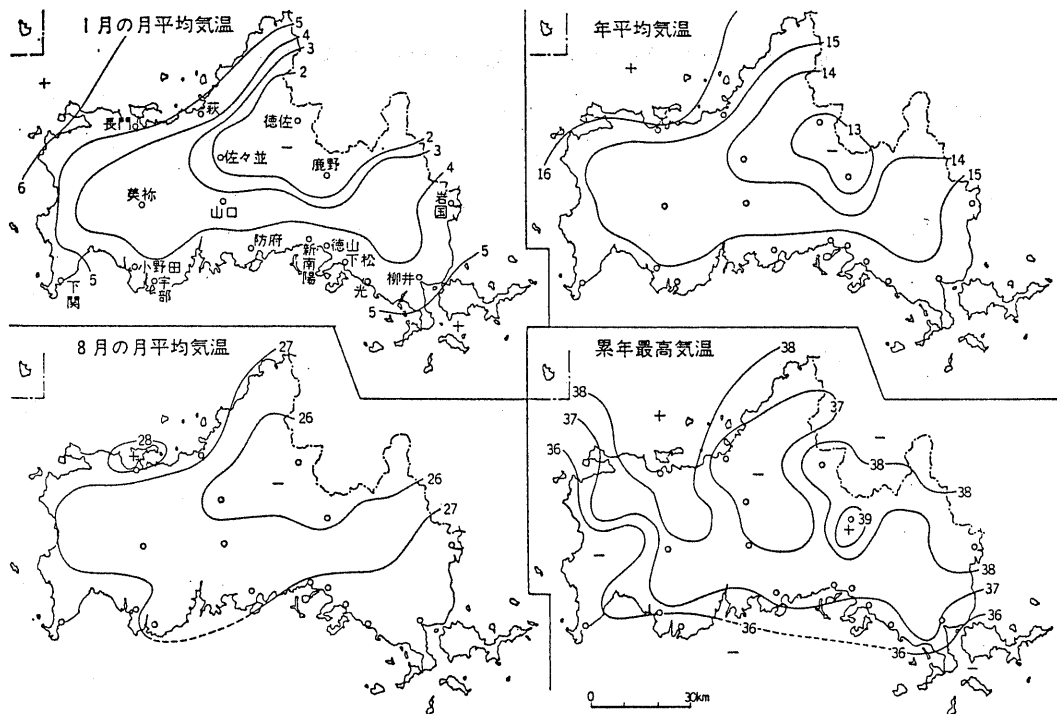 1月の月平均気温
5
4
3
2
萩
長門
徳佐
佐々並
鹿野
2
3
4
6
美祢
山口
岩国
防府
新南陽
徳山
下松
小野田
宇部
下関
5
光
柳井
5
5
年平均気温
15
14
13
14
15
16
8月の月平均気温
27
26
28
26
27
累年最高気温
38
38
37
37
36
38
38
39
38
37
36
36
36
0 30km